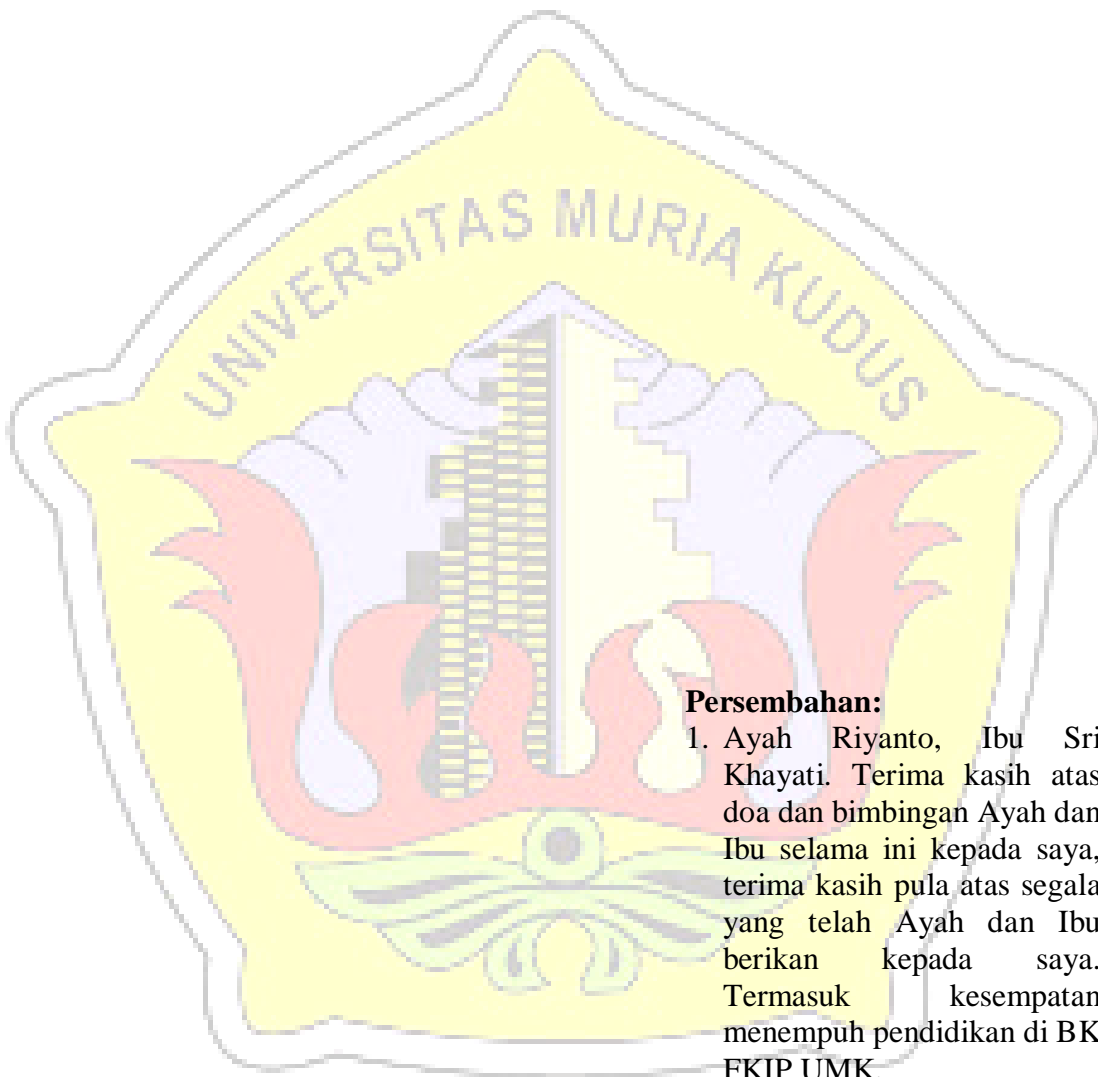 UNIVERSITAS MURIA KUDUS
Persembahan:
1. Ayah Riyanto, Ibu Sri
Khayati. Terima kasih atas
doa dan bimbingan Ayah dan
Ibu selama ini kepada saya,
terima kasih pula atas segala
yang telah Ayah dan Ibu
berikan kepada saya.
Termasuk kesempatan
menempuh pendidikan di BK
FKIP UMK